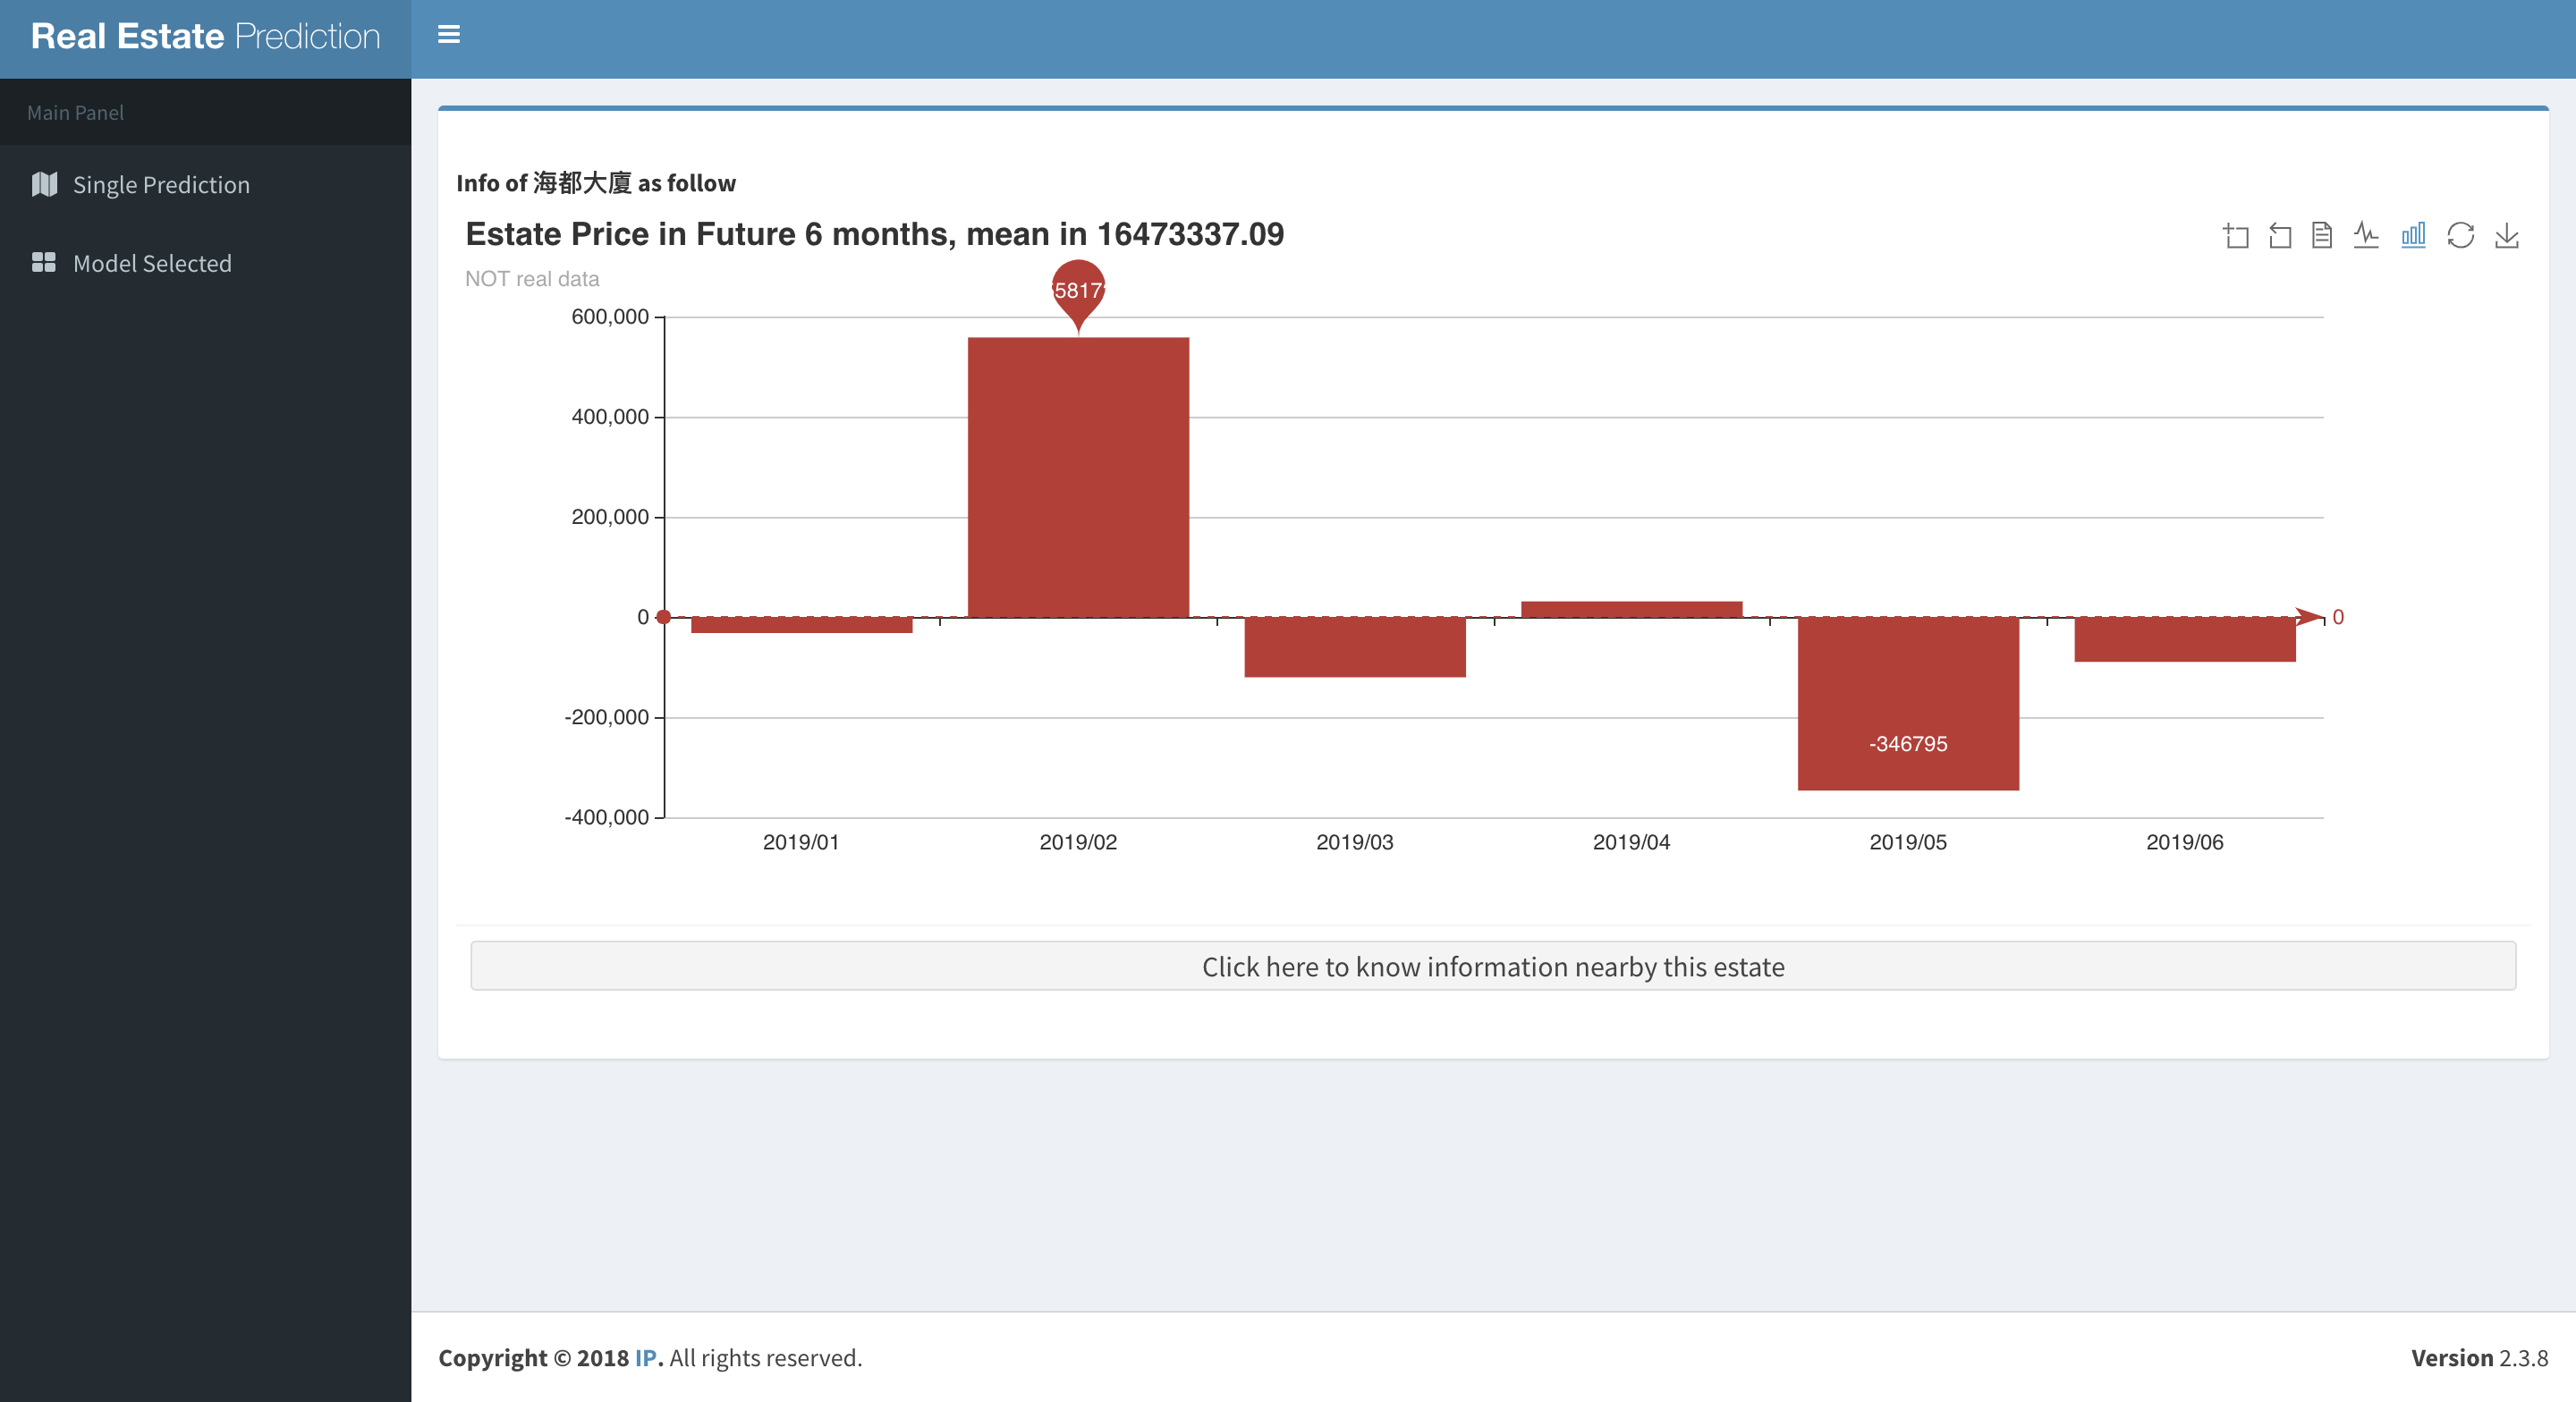 Real Estate Prediction
Main Panel
Single Prediction
Model Selected
Info of 海都大廈 as follow
Estate Price in Future 6 months, mean in 16473337.09
NOT real data
5817
600,000
400,000
200,000
0
0
-200,000
-346795
-400,000
2019/01 2019/02 2019/03 2019/04 2019/05 2019/06
Click here to know information nearby this estate
Copyright © 2018 IP. All rights reserved.
Version 2.3.8